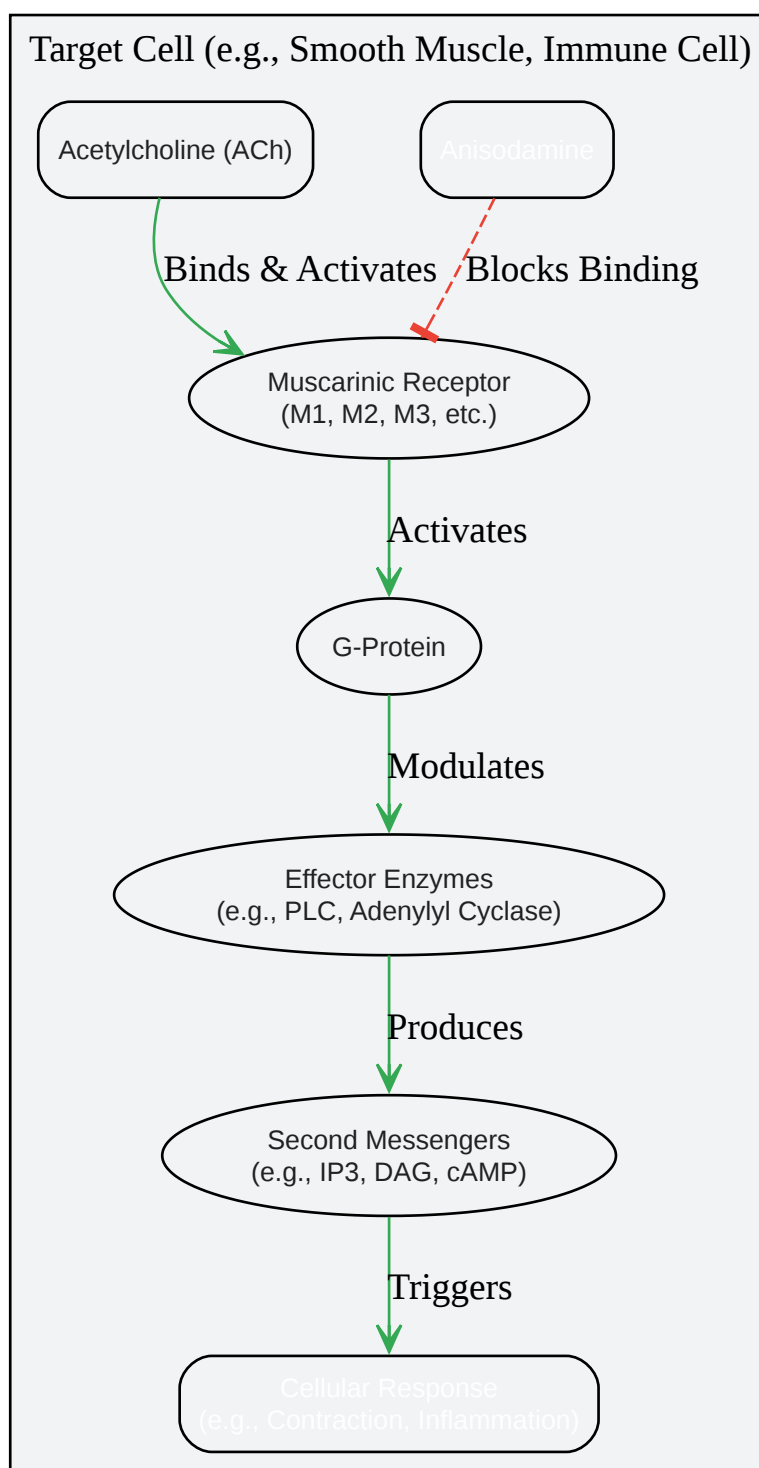 Target Cell (e.g., Smooth Muscle, Immune Cell)
Acetylcholine (ACh)
Anisodamine
Binds & Activates
Blocks Binding
Muscarinic Receptor
(M1, M2, M3, etc.)
Activates
G-Protein
Modulates
Effector Enzymes
(e.g., PLC, Adenylyl Cyclase)
Produces
Second Messengers
(e.g., IP3, DAG, cAMP)
Triggers
Cellular Response
(e.g., Contraction, Inflammation)